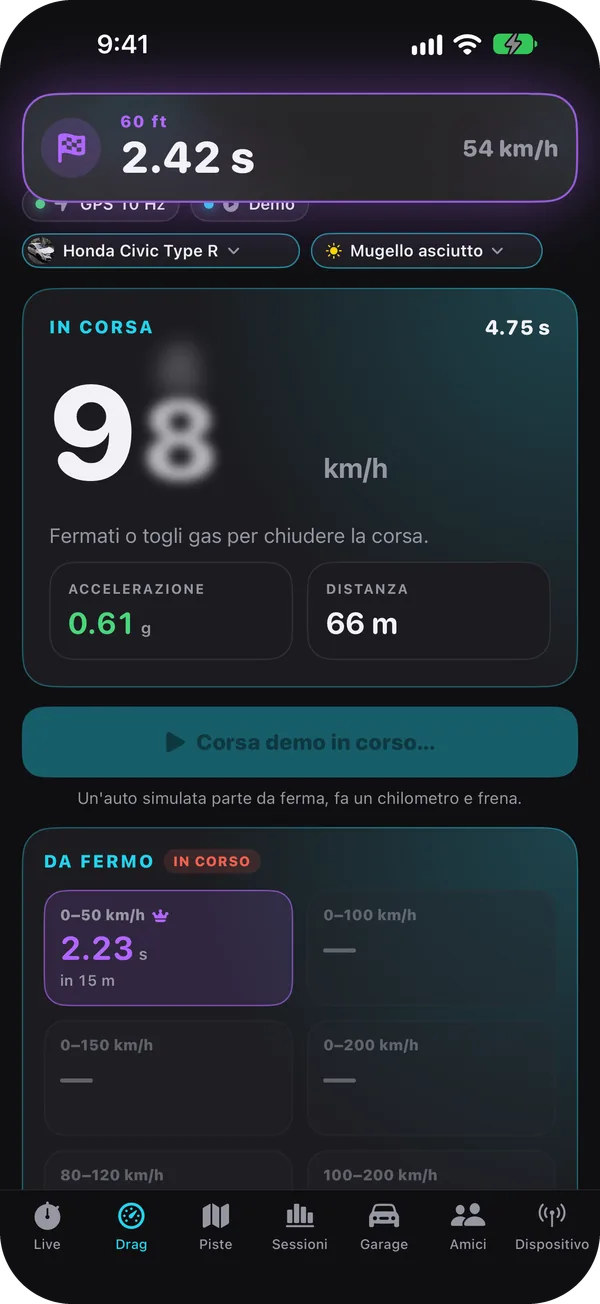 9:41
60 ft
2.42 s
54 km/h
GPS 10 Hz
Demo
Honda Civic Type R
Mugello asciutto
IN CORSA
4.75 s
98
km/h
Fermati o togli gas per chiudere la corsa.
ACCELERAZIONE
0.61 g
DISTANZA
66 m
Corsa demo in corso...
Un'auto simulata parte da ferma, fa un chilometro e frena.
DA FERMO
IN CORSO
0–50 km/h
2.23 s
in 15 m
0–100 km/h
—
0–150 km/h
—
0–200 km/h
—
80–120 km/h
100–200 km/h
Live
Drag
Piste
Sessioni
Garage
Amici
Dispositivo